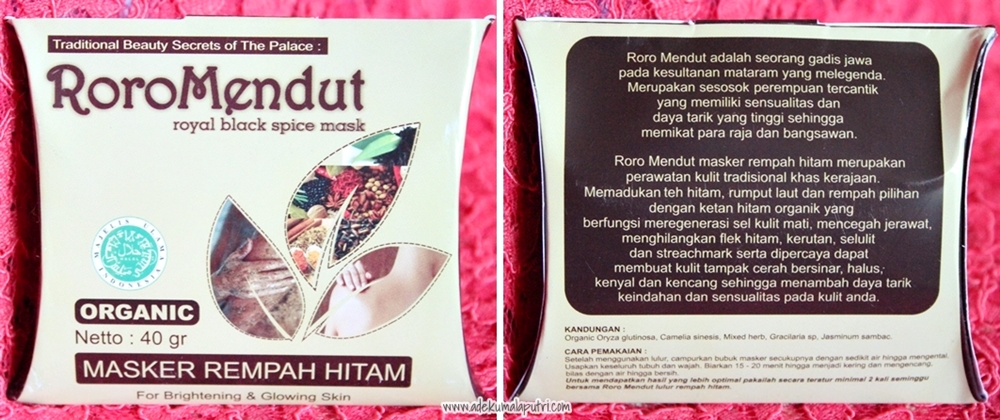 Traditional Beauty Secrets of The Palace :
RoroMendut
royal black spice mask
MAJELIS ULAMA INDONESIA
حلال
HALAL
ORGANIC
Netto : 40 gr
MASKER REMPAH HITAM
For Brightening & Glowing Skin
Roro Mendut adalah seorang gadis jawa
pada kesultanan mataram yang melegenda.
Merupakan sesosok perempuan tercantik
yang memiliki sensualitas dan
daya tarik yang tinggi sehingga
memikat para raja dan bangsawan.
Roro Mendut masker rempah hitam merupakan
perawatan kulit tradisional khas kerajaan.
Memadukan teh hitam, rumput laut dan rempah pilihan
dengan ketan hitam organik yang
berfungsi meregenerasi sel kulit mati, mencegah jerawat,
menghilangkan flek hitam, kerutan, selulit
dan streachmark serta dipercaya dapat
membuat kulit tampak cerah bersinar, halus,
kenyal dan kencang sehingga menambah daya tarik
keindahan dan sensualitas pada kulit anda.
KANDUNGAN :
Organic Oryza glutinosa, Camelia sinesis, Mixed herb, Gracilaria sp, Jasminum sambac.
CARA PEMAKAIAN :
Setelah menggunakan lulur, campurkan bubuk masker secukupnya dengan sedikit air hingga mengental.
Usapkan keseluruh tubuh dan wajah. Biarkan 15 - 20 menit hingga menjadi kering dan mengencang,
bilas dengan air hingga bersih.
Untuk mendapatkan hasil yang lebih optimal pakailah secara teratur minimal 2 kali seminggu
bersama Roro Mendut lulur rempah hitam.
www.adekumalaputri.com